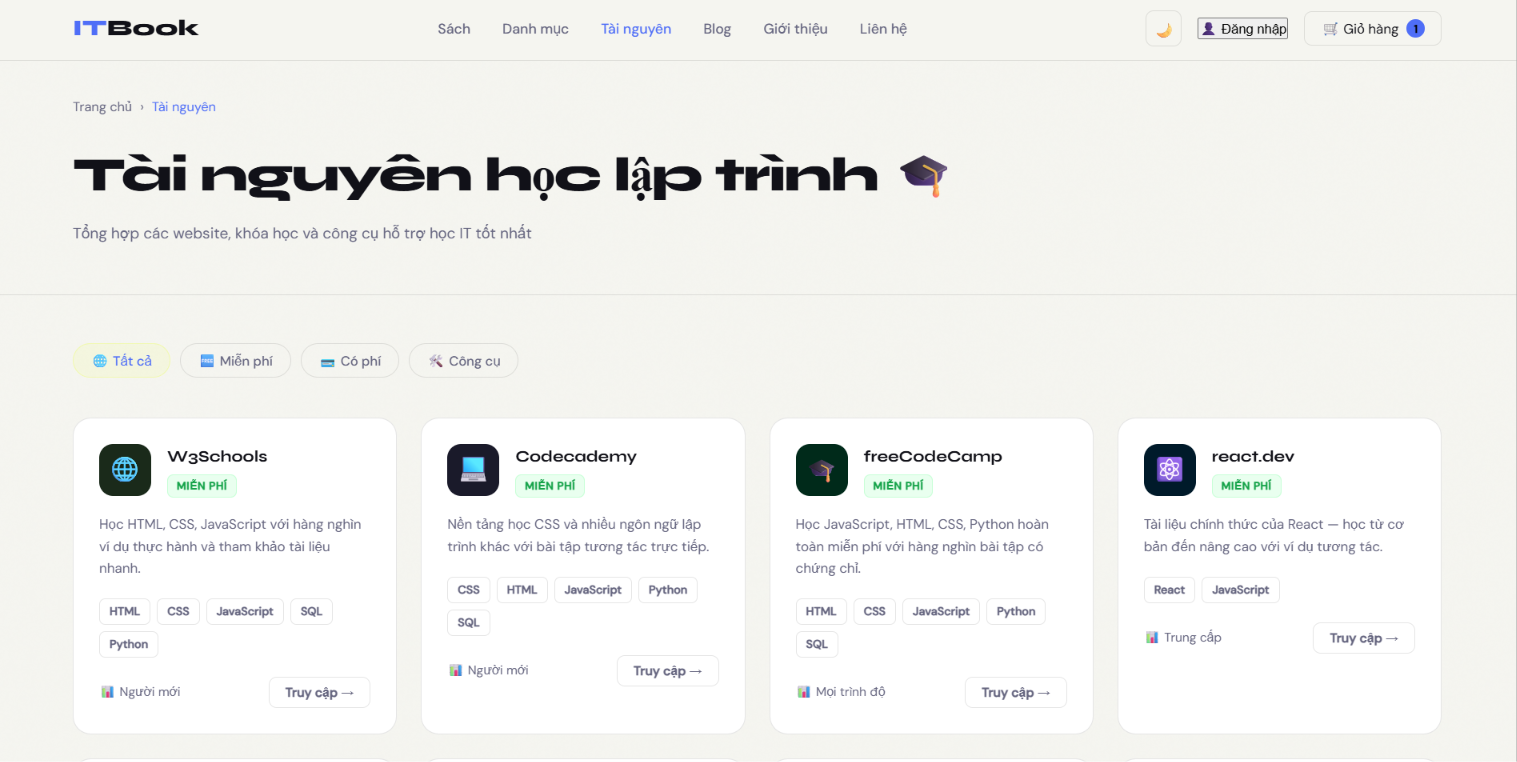 ITBook
Sách Danh mục Tài nguyên Blog Giới thiệu Liên hệ
Đăng nhập
Giỏ hàng 1
Trang chủ › Tài nguyên
Tài nguyên học lập trình
Tổng hợp các website, khóa học và công cụ hỗ trợ học IT tốt nhất
Tất cả
Miễn phí
Có phí
Công cụ
W3Schools
MIỄN PHÍ
Học HTML, CSS, JavaScript với hàng nghìn
ví dụ thực hành và tham khảo tài liệu
nhanh.
HTML CSS JavaScript SQL
Python
Người mới
Truy cập →
Codecademy
MIỄN PHÍ
Nền tảng học CSS và nhiều ngôn ngữ lập
trình khác với bài tập tương tác trực tiếp.
CSS HTML JavaScript Python
SQL
Người mới
Truy cập →
freeCodeCamp
MIỄN PHÍ
Học JavaScript, HTML, CSS, Python hoàn
toàn miễn phí với hàng nghìn bài tập có
chứng chỉ.
HTML CSS JavaScript Python
SQL
Mọi trình độ
Truy cập →
react.dev
MIỄN PHÍ
Tài liệu chính thức của React — học từ cơ
bản đến nâng cao với ví dụ tương tác.
React JavaScript
Trung cấp
Truy cập →